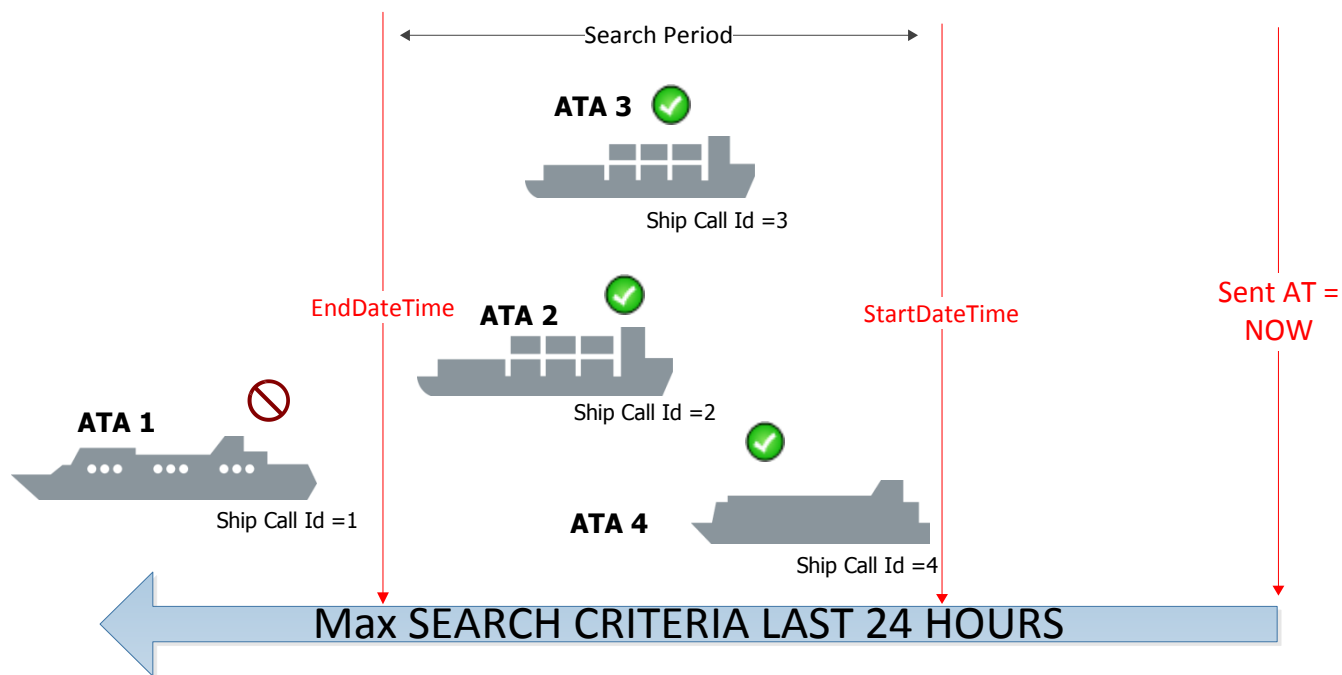 Search Period
ATA 3
Ship Call Id =3
EndDateTime
ATA 2
StartDateTime
Sent AT =
NOW
Ship Call Id =2
ATA 1
Ship Call Id =1
ATA 4
Ship Call Id =4
Max SEARCH CRITERIA LAST 24 HOURS